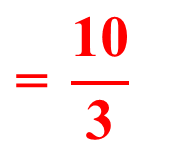 = 10/3